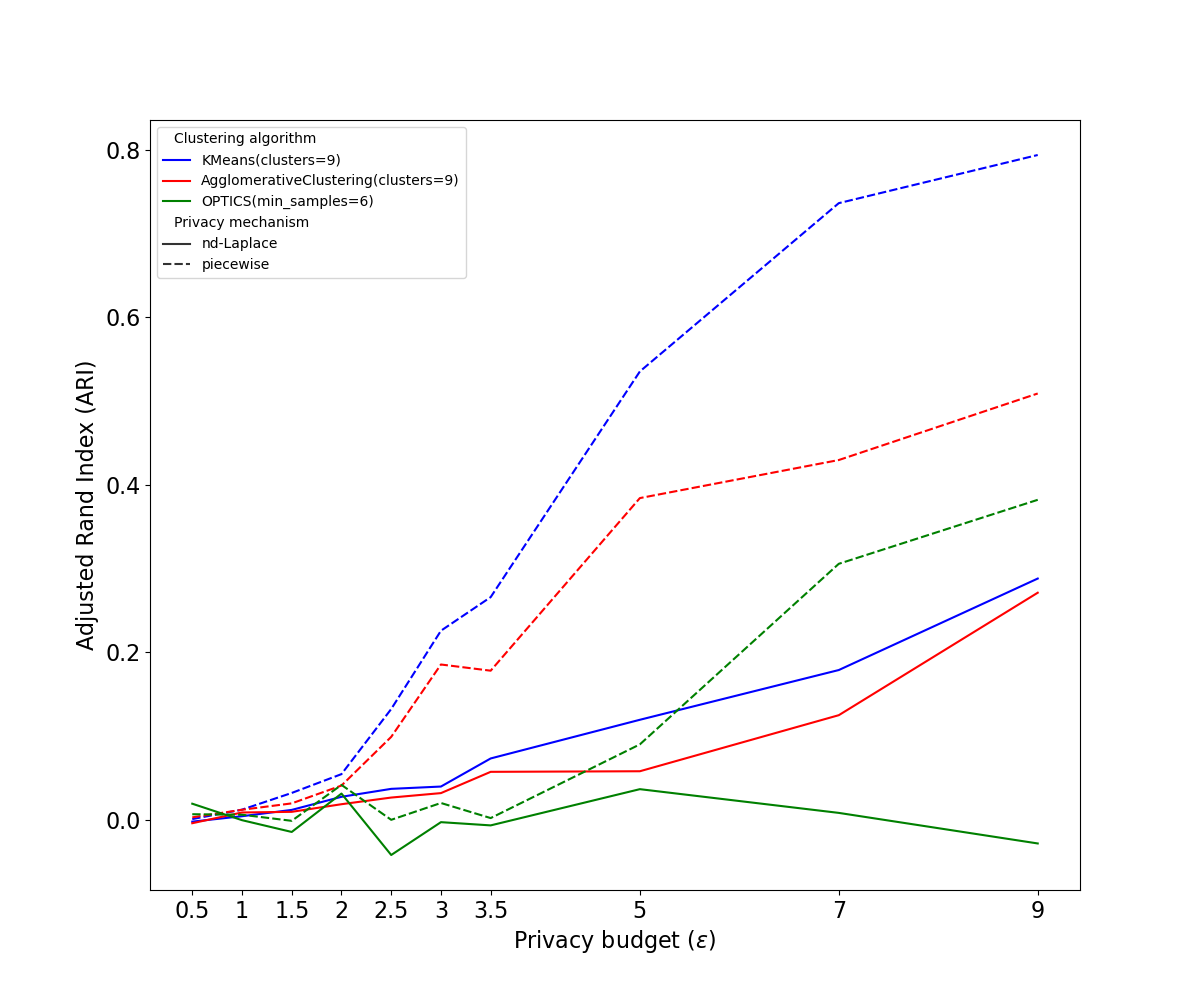 Clustering algorithm
KMeans(clusters=9)
AgglomerativeClustering(clusters=9)
OPTICS(min_samples=6)
Privacy mechanism
nd-Laplace
piecewise
Adjusted Rand Index (ARI)
0.8
0.6
0.4
0.2
0.0
0.5 1 1.5 2 2.5 3 3.5 5 7 9
Privacy budget (ε)